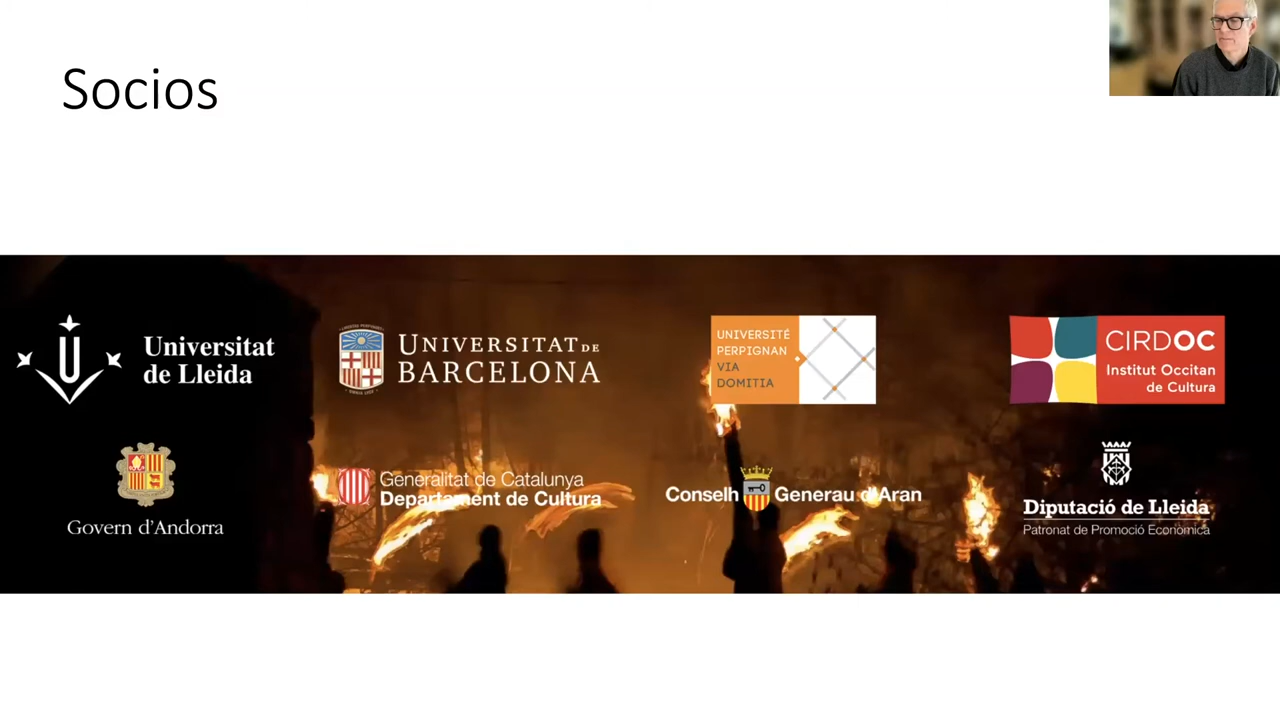 Socios
Universitat
de Lleida
UNIVERSITAT DE
BARCELONA
UNIVERSITÉ
PERPIGNAN
VIA
DOMITIA
CIRDOC
Institut Occitan
de Cultura
Govern d'Andorra
Generalitat de Catalunya
Departament de Cultura
Conselh Generau d'Aran
Diputació de Lleida
Patronat de Promoció Econòmica